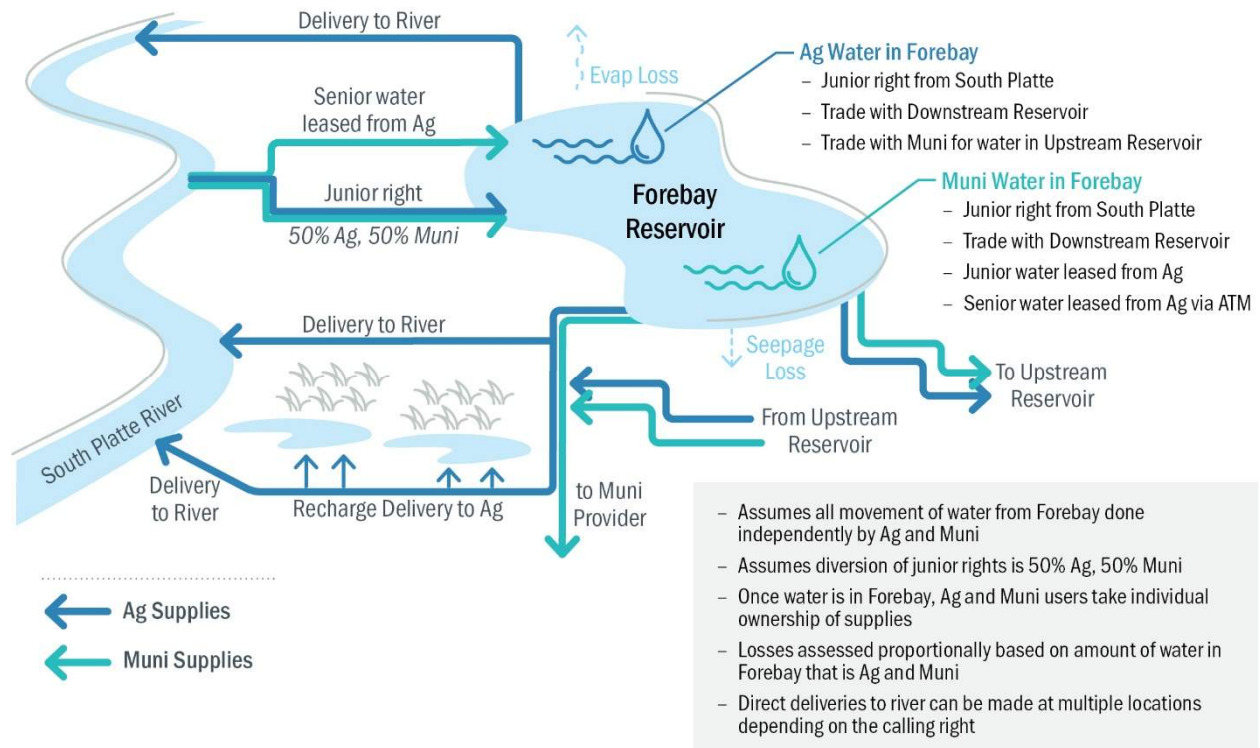 Delivery to River
Evap Loss
Senior water
leased from Ag
Junior right
50% Ag, 50% Muni
Forebay
Reservoir
Ag Water in Forebay
– Junior right from South Platte
– Trade with Downstream Reservoir
– Trade with Muni for water in Upstream Reservoir
Muni Water in Forebay
– Junior right from South Platte
– Trade with Downstream Reservoir
– Junior water leased from Ag
– Senior water leased from Ag via ATM
Delivery to River
Seepage
Loss
To Upstream
Reservoir
From Upstream
Reservoir
South Platte River
Delivery
to River
Recharge Delivery to Ag
to Muni
Provider
Ag Supplies
Muni Supplies
– Assumes all movement of water from Forebay done
independently by Ag and Muni
– Assumes diversion of junior rights is 50% Ag, 50% Muni
– Once water is in Forebay, Ag and Muni users take individual
ownership of supplies
– Losses assessed proportionally based on amount of water in
Forebay that is Ag and Muni
– Direct deliveries to river can be made at multiple locations
depending on the calling right